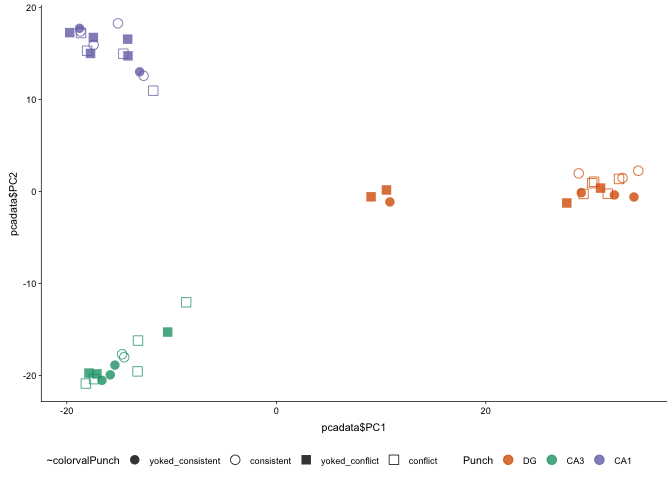 20
10
0
-10
-20
pcadata$PC2
-20
0
20
pcadata$PC1
~colorvalPunch yoked_consistent consistent yoked_conflict conflict Punch DG CA3 CA1